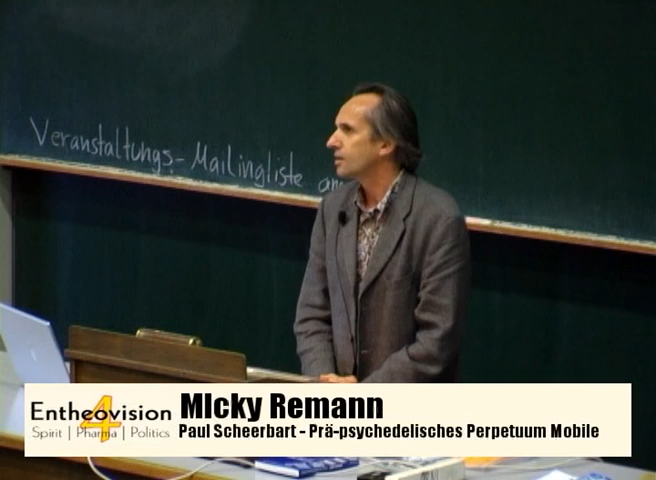 Veranstaltungs-Mailingliste
Entheovision 4
Spirit | Pharma | Politics
MIcky Remann
Paul Scheerbart - Prä-psychedelisches Perpetuum Mobile